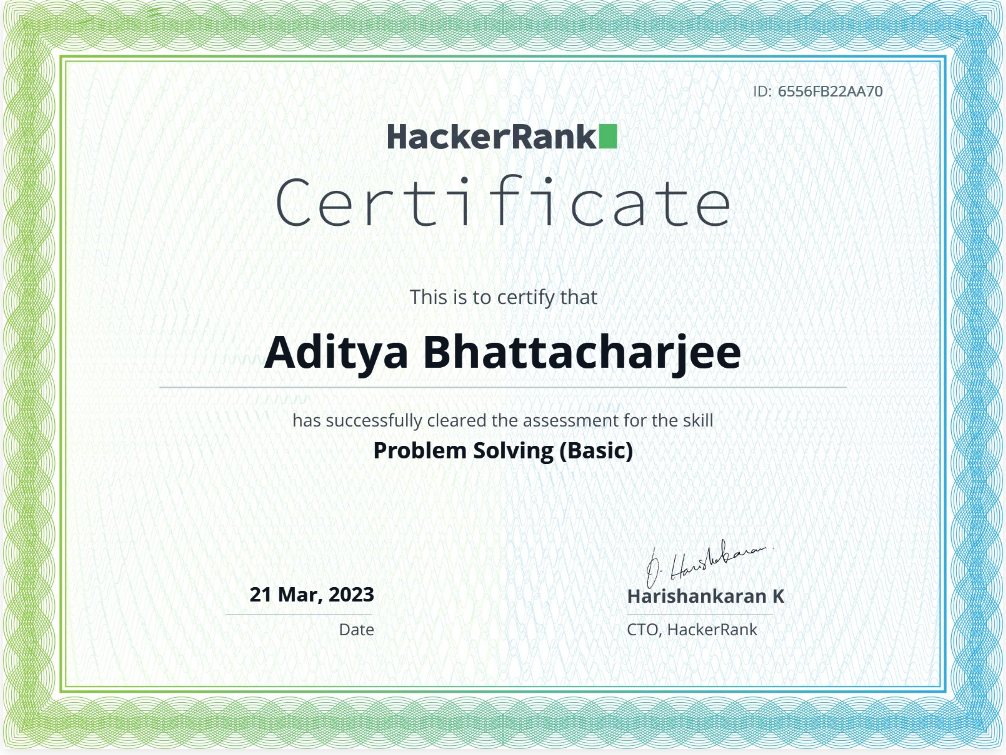 ID: 6556FB22AA70
HackerRank
Certificate
This is to certify that
Aditya Bhattacharjee
has successfully cleared the assessment for the skill
Problem Solving (Basic)
21 Mar, 2023
Date
Harishankaran K
CTO, HackerRank